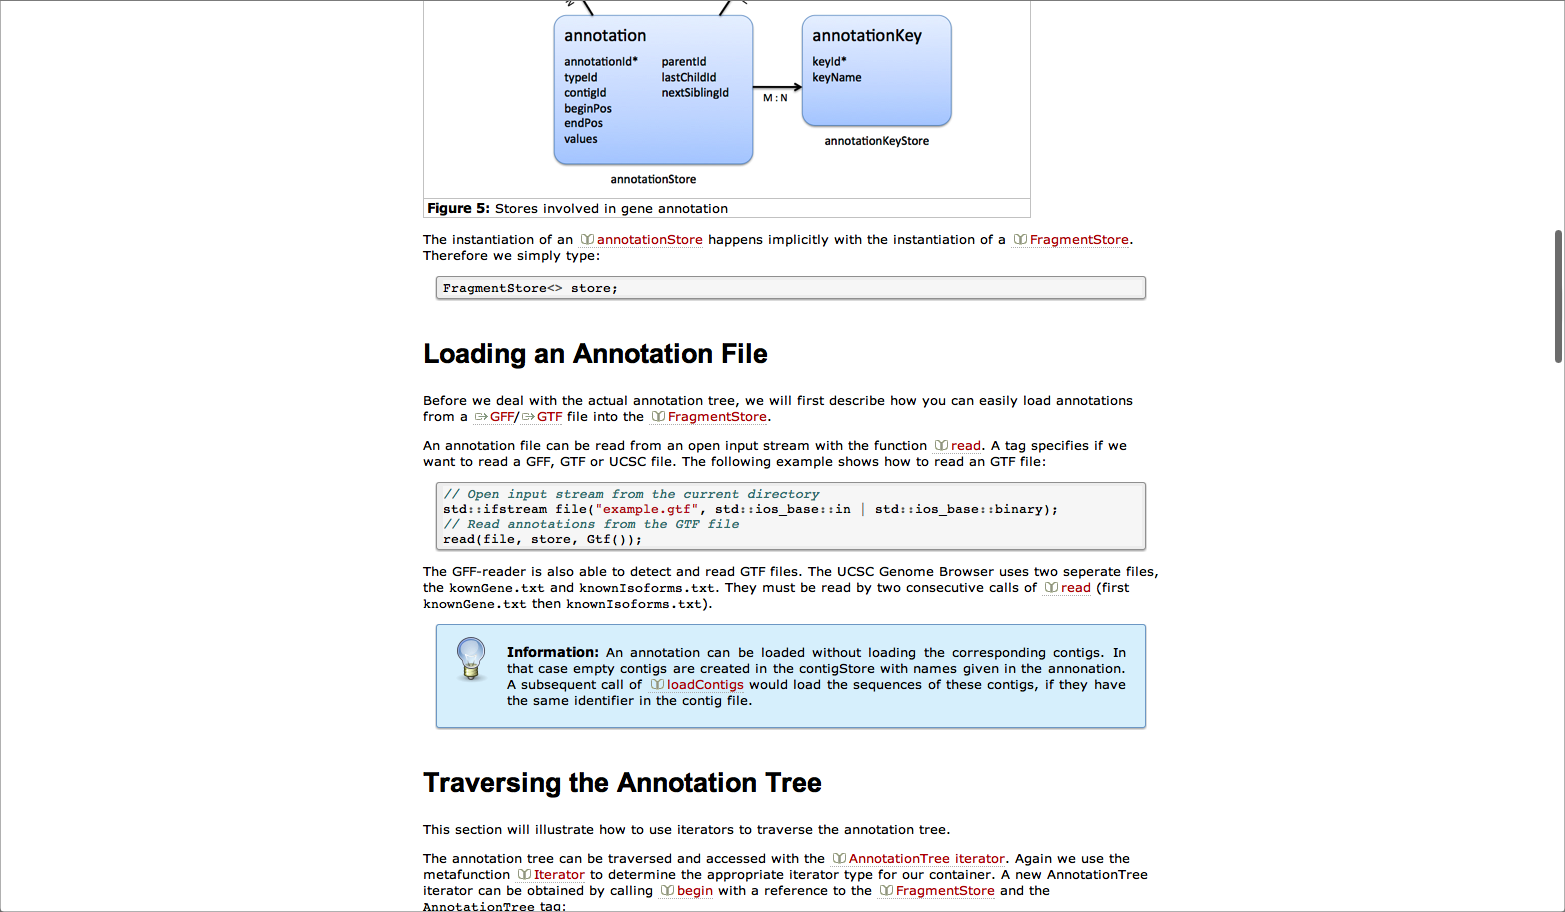 annotation
annotationId* parentId
typeId lastChildId
contigId nextSiblingId
beginPos
endPos
values
annotationStore
M : N
annotationKey
keyId*
keyName
annotationKeyStore
Figure 5: Stores involved in gene annotation
The instantiation of an annotationStore happens implicitly with the instantiation of a FragmentStore.
Therefore we simply type:
FragmentStore<> store;
Loading an Annotation File
Before we deal with the actual annotation tree, we will first describe how you can easily load annotations
from a GFF/GTF file into the FragmentStore.
An annotation file can be read from an open input stream with the function read. A tag specifies if we
want to read a GFF, GTF or UCSC file. The following example shows how to read an GTF file:
// Open input stream from the current directory
std::ifstream file("example.gtf", std::ios_base::in | std::ios_base::binary);
// Read annotations from the GTF file
read(file, store, Gtf());
The GFF-reader is also able to detect and read GTF files. The UCSC Genome Browser uses two seperate files,
the kownGene.txt and knownIsoforms.txt. They must be read by two consecutive calls of read (first
knownGene.txt then knownIsoforms.txt).
Information: An annotation can be loaded without loading the corresponding contigs. In
that case empty contigs are created in the contigStore with names given in the annonation.
A subsequent call of loadContigs would load the sequences of these contigs, if they have
the same identifier in the contig file.
Traversing the Annotation Tree
This section will illustrate how to use iterators to traverse the annotation tree.
The annotation tree can be traversed and accessed with the AnnotationTree iterator. Again we use the
metafunction Iterator to determine the appropriate iterator type for our container. A new AnnotationTree
iterator can be obtained by calling begin with a reference to the FragmentStore and the
AnnotationTree tag: